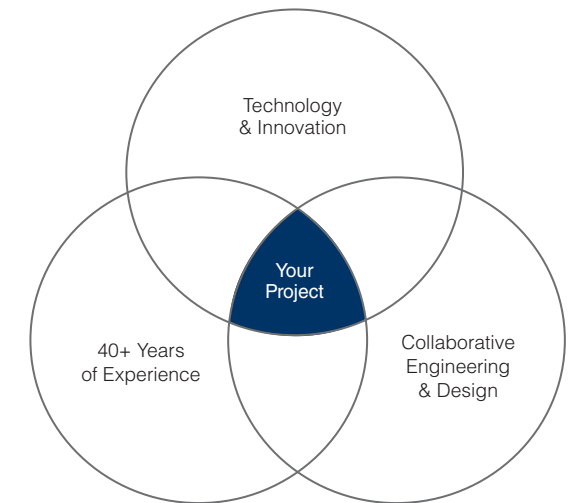 Technology
& Innovation
Your
Project
40+ Years
of Experience
Collaborative
Engineering
& Design